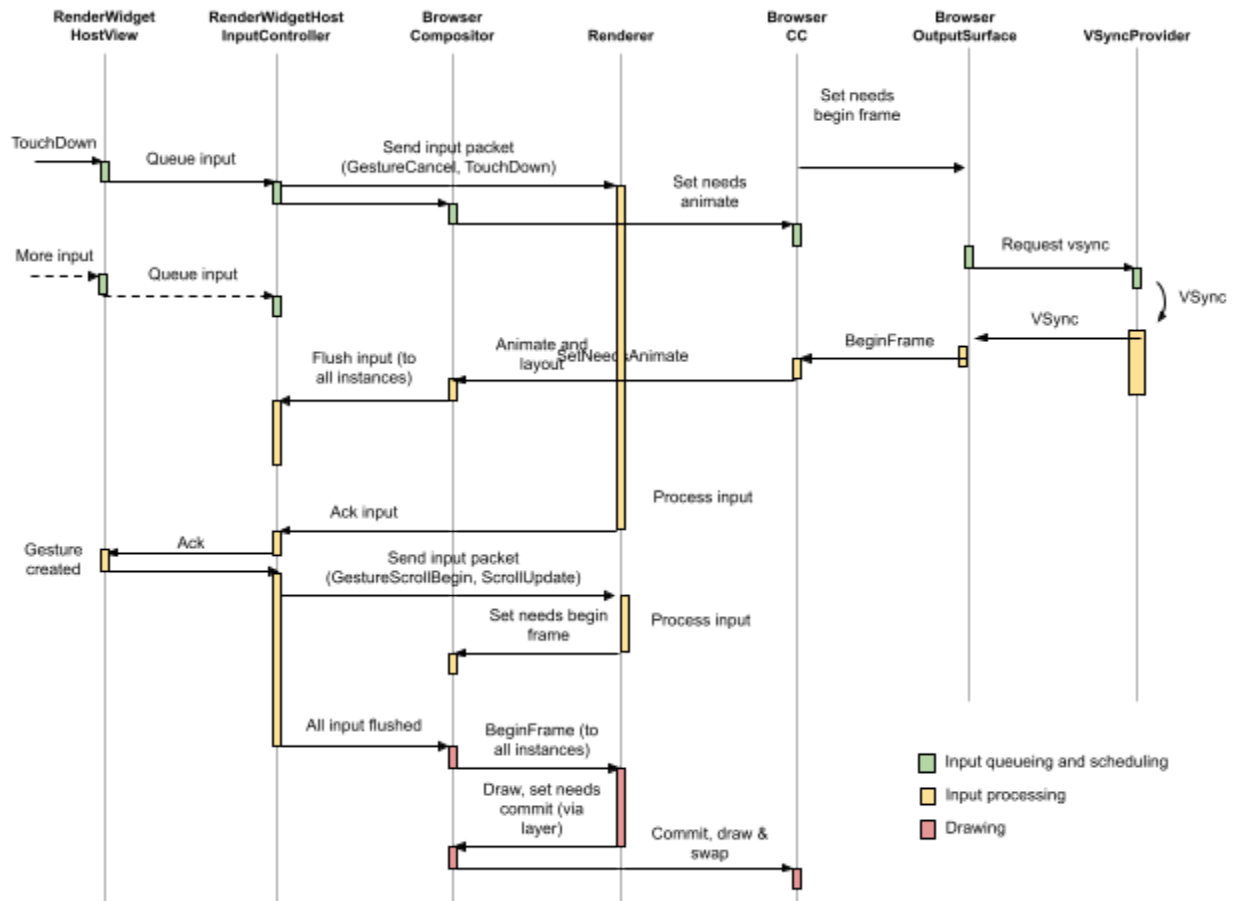 RenderWidget
HostView
RenderWidgetHost
InputController
Browser
Compositor
Renderer
Browser
CC
Browser
OutputSurface
VSyncProvider
Set needs
begin frame
TouchDown
Queue input
Send input packet
(GestureCancel, TouchDown)
Set needs
animate
More input
Queue input
Request vsync
VSync
VSync
BeginFrame
Animate and
layout
SetNeedsAnimate
Flush input (to
all instances)
Process input
Ack input
Ack
Gesture
created
Send input packet
(GestureScrollBegin, ScrollUpdate)
Set needs begin
frame
Process input
All input flushed
BeginFrame (to
all instances)
Draw, set needs
commit (via
layer)
Commit, draw &
swap
Input queueing and scheduling
Input processing
Drawing